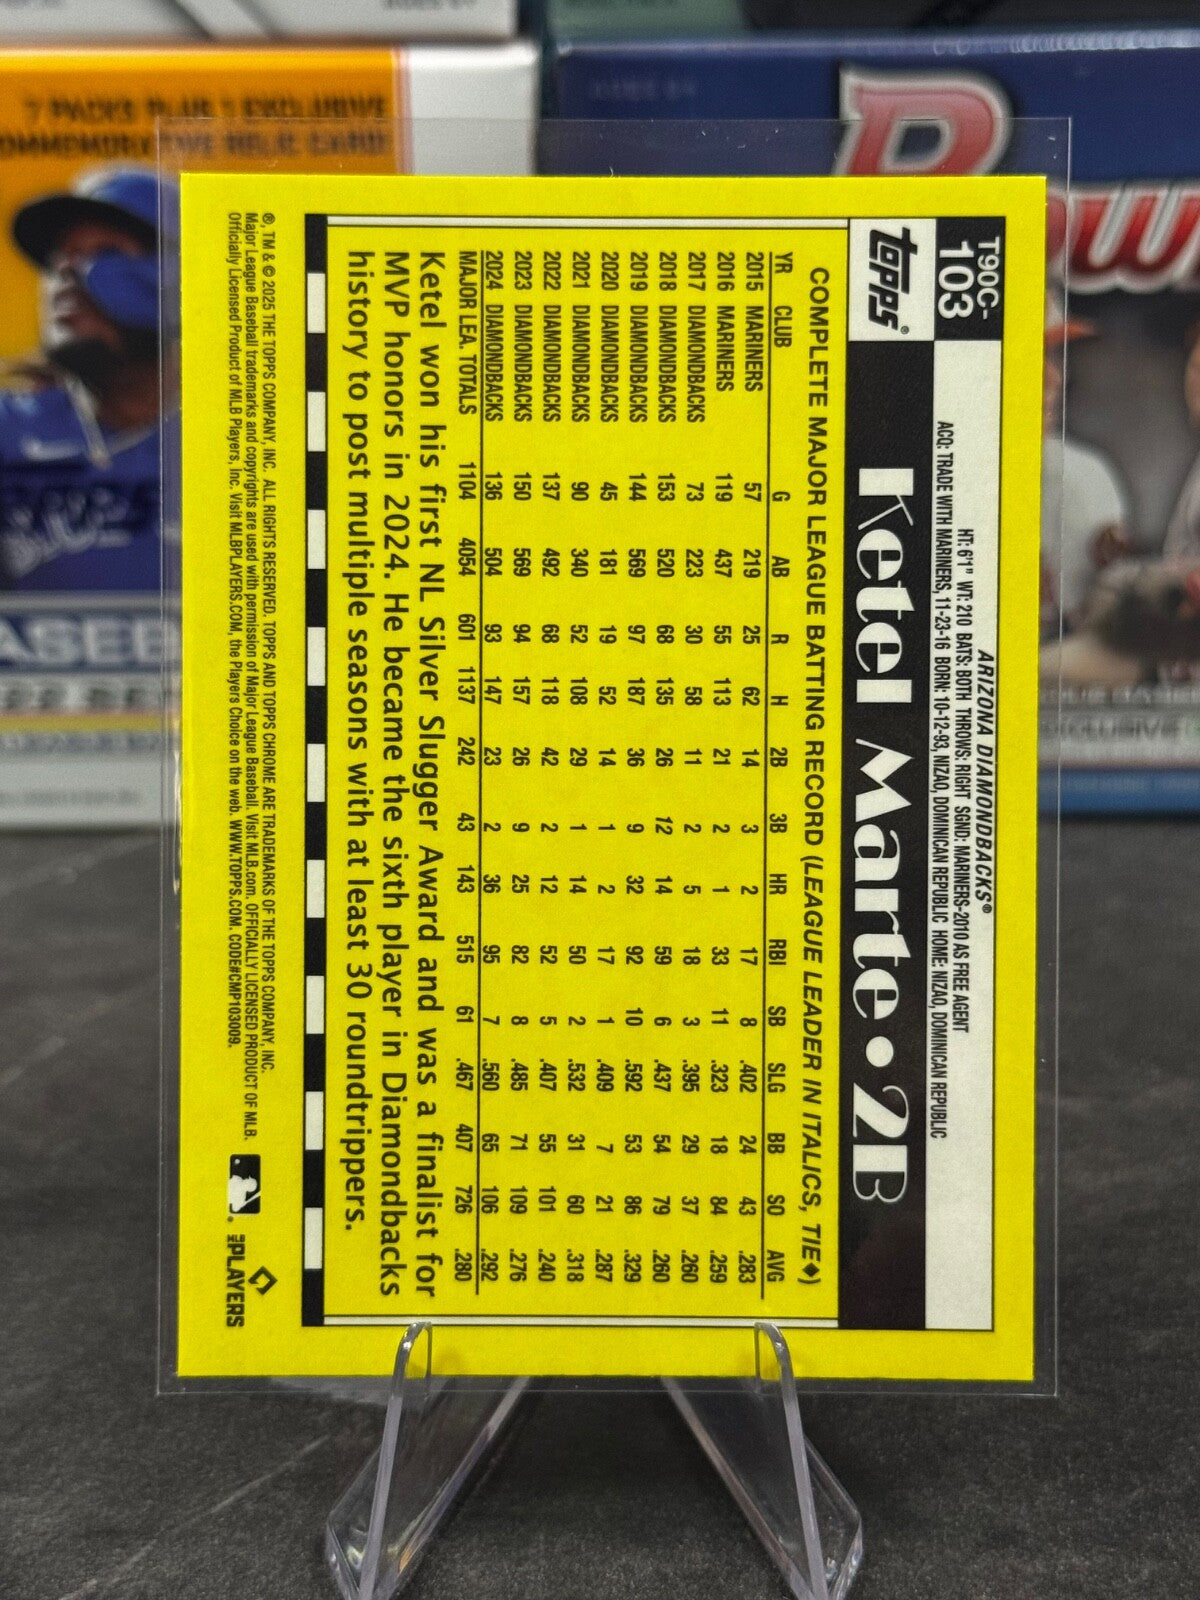 7 PACKS PLUS 1 EXCLUSIVE
COMMEMORATIVE RELIC CARD!
Bowm
T90C-
103
topps®
ARIZONA DIAMONDBACKS®
HT: 6'1" WT: 210 BATS: BOTH THROWS: RIGHT SGND: MARINERS-2010 AS FREE AGENT
ACQ: TRADE WITH MARINERS, 11-23-16 BORN: 10-12-93, NIZAO, DOMINICAN REPUBLIC HOME: NIZAO, DOMINICAN REPUBLIC
Ketel Marte • 2B
COMPLETE MAJOR LEAGUE BATTING RECORD (LEAGUE LEADER IN ITALICS, TIE♦)
YR CLUB G AB R H 2B 3B HR RBI SB SLG BB SO AVG
2015 MARINERS 57 219 25 62 14 3 2 17 8 .402 24 43 .283
2016 MARINERS 119 437 55 113 21 2 1 33 11 .323 18 84 .259
2017 DIAMONDBACKS 73 223 30 58 11 2 5 18 3 .395 29 37 .260
2018 DIAMONDBACKS 153 520 68 135 26 12 14 59 6 .437 54 79 .260
2019 DIAMONDBACKS 144 569 97 187 36 9 32 92 10 .592 53 86 .329
2020 DIAMONDBACKS 45 181 19 52 14 1 2 17 1 .409 7 21 .287
2021 DIAMONDBACKS 90 340 52 108 29 1 14 50 2 .532 31 60 .318
2022 DIAMONDBACKS 137 492 68 118 42 2 12 52 5 .407 55 101 .240
2023 DIAMONDBACKS 150 569 94 157 26 9 25 82 8 .485 71 109 .276
2024 DIAMONDBACKS 136 504 93 147 23 2 36 95 7 .560 65 106 .292
MAJOR LEA. TOTALS 1104 4054 601 1137 242 43 143 515 61 .467 407 726 .280
Ketel won his first NL Silver Slugger Award and was a finalist for
MVP honors in 2024. He became the sixth player in Diamondbacks
history to post multiple seasons with at least 30 roundtrippers.
®, TM & © 2025 THE TOPPS COMPANY, INC. ALL RIGHTS RESERVED. TOPPS AND TOPPS CHROME ARE TRADEMARKS OF THE TOPPS COMPANY, INC.
Major League Baseball trademarks and copyrights are used with permission of Major League Baseball. Visit MLB.com. OFFICIALLY LICENSED PRODUCT OF MLB.
Officially Licensed Product of MLB Players, Inc. Visit MLBPLAYERS.COM, the Players Choice on the web. WWW.TOPPS.COM. CODE#CMP103009.
THE PLAYERS